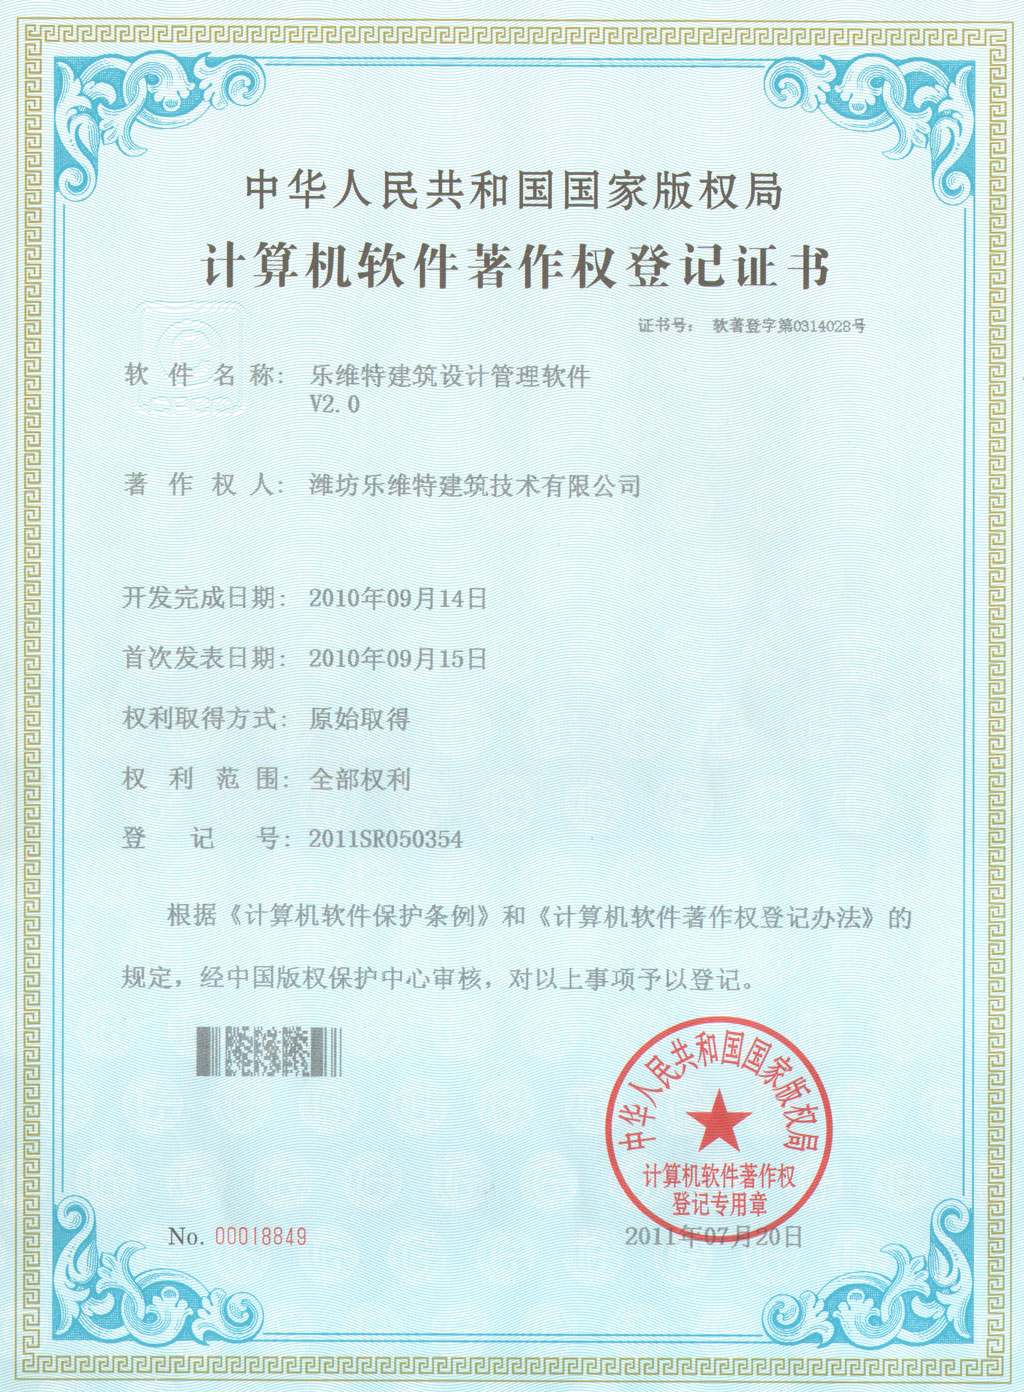 中华人民共和国国家版权局
计算机软件著作权登记证书
证书号： 软著登字第0314028号
软件名称： 乐维特建筑设计管理软件
V2.0
著作权人： 潍坊乐维特建筑技术有限公司
开发完成日期： 2010年09月14日
首次发表日期： 2010年09月15日
权利取得方式： 原始取得
权利范围： 全部权利
登记号： 2011SR050354
根据《计算机软件保护条例》和《计算机软件著作权登记办法》的
规定，经中国版权保护中心审核，对以上事项予以登记。
中华人民共和国国家版权局
计算机软件著作权
登记专用章
No. 00018849
2011年07月20日